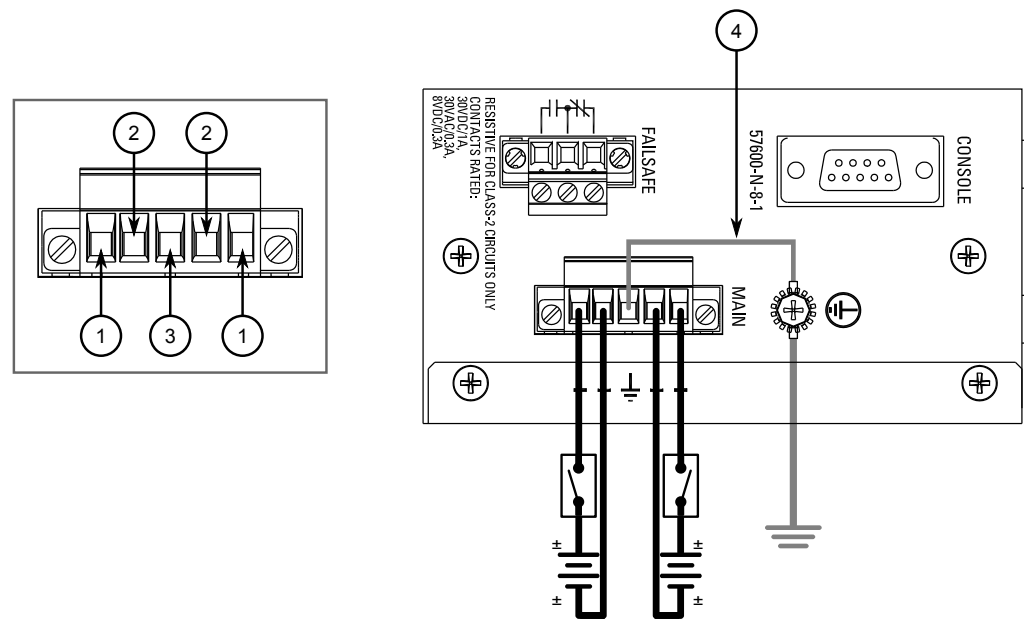 4
2
2
1
3
1
RESISTIVE FOR CLASS-2 CIRCUITS ONLY
CONTACTS RATED:
30VDC/1A,
30VAC/0.3A,
8VDC/0.3A
FAILSAFE
57600-N-8-1
CONSOLE
MAIN
±
±
±
±